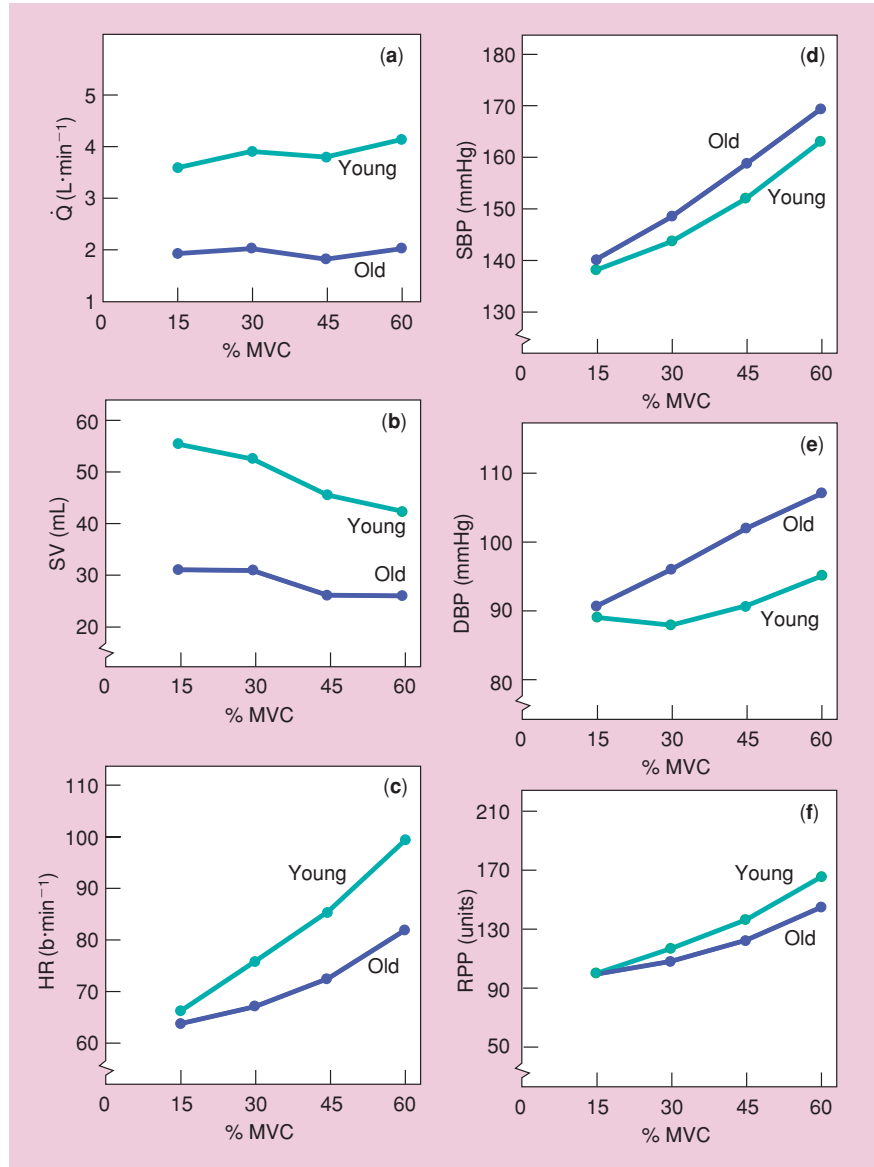 (a)
Q̇ (L·min⁻¹)
5
4
3
2
1
Young
Old
0 15 30 45 60
% MVC
(b)
SV (mL)
60
50
40
30
20
Young
Old
0 15 30 45 60
% MVC
(c)
HR (b·min⁻¹)
110
100
90
80
70
60
Young
Old
0 15 30 45 60
% MVC
(d)
SBP (mmHg)
180
170
160
150
140
130
Old
Young
0 15 30 45 60
% MVC
(e)
DBP (mmHg)
110
100
90
80
Old
Young
0 15 30 45 60
% MVC
(f)
RPP (units)
210
170
130
90
50
Young
Old
0 15 30 45 60
% MVC